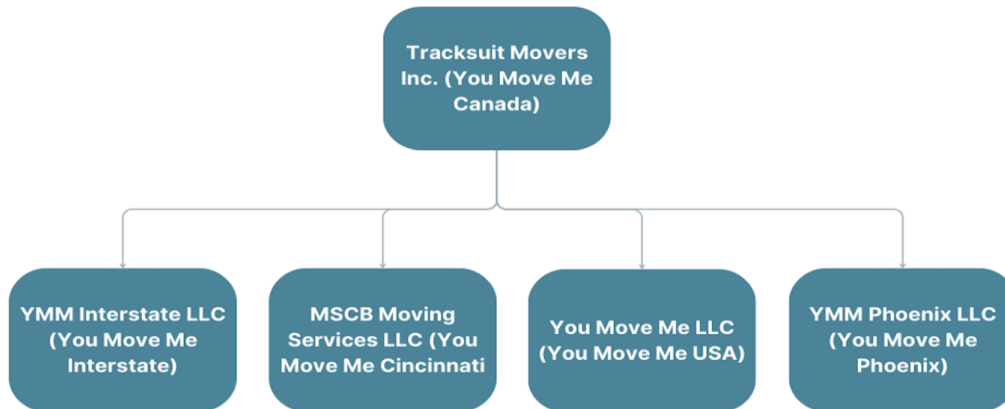 Tracksuit Movers
Inc. (You Move Me
Canada)
YMM Interstate LLC
(You Move Me
Interstate)
MSCB Moving
Services LLC (You
Move Me Cincinnati
You Move Me LLC
(You Move Me USA)
YMM Phoenix LLC
(You Move Me
Phoenix)